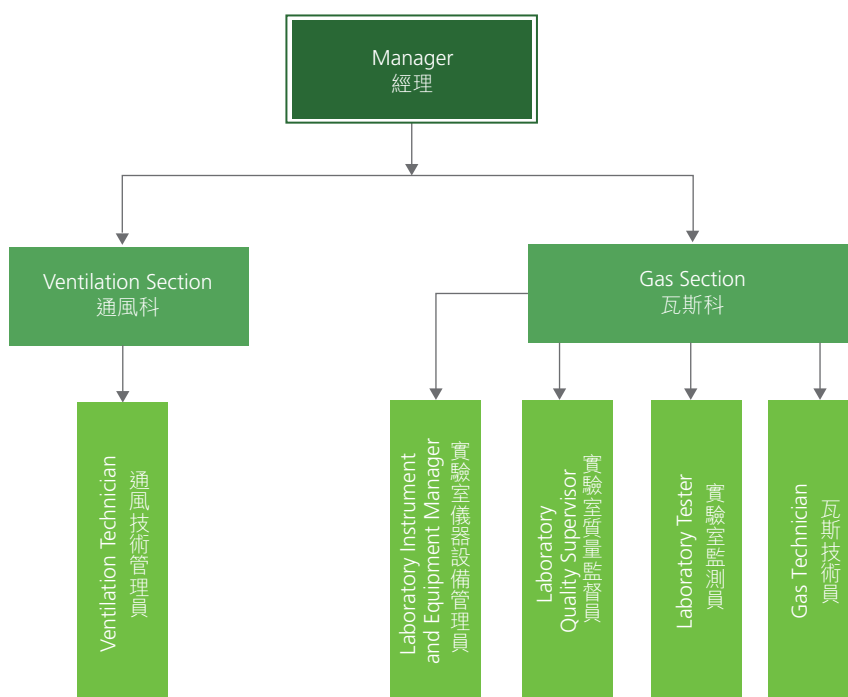 Manager
經理
Ventilation Section
通風科
Gas Section
瓦斯科
Ventilation Technician
通風技術管理員
Laboratory Instrument
and Equipment Manager
實驗室儀器設備管理員
Laboratory
Quality Supervisor
實驗室質量監督員
Laboratory Tester
實驗室監測員
Gas Technician
瓦斯技術員